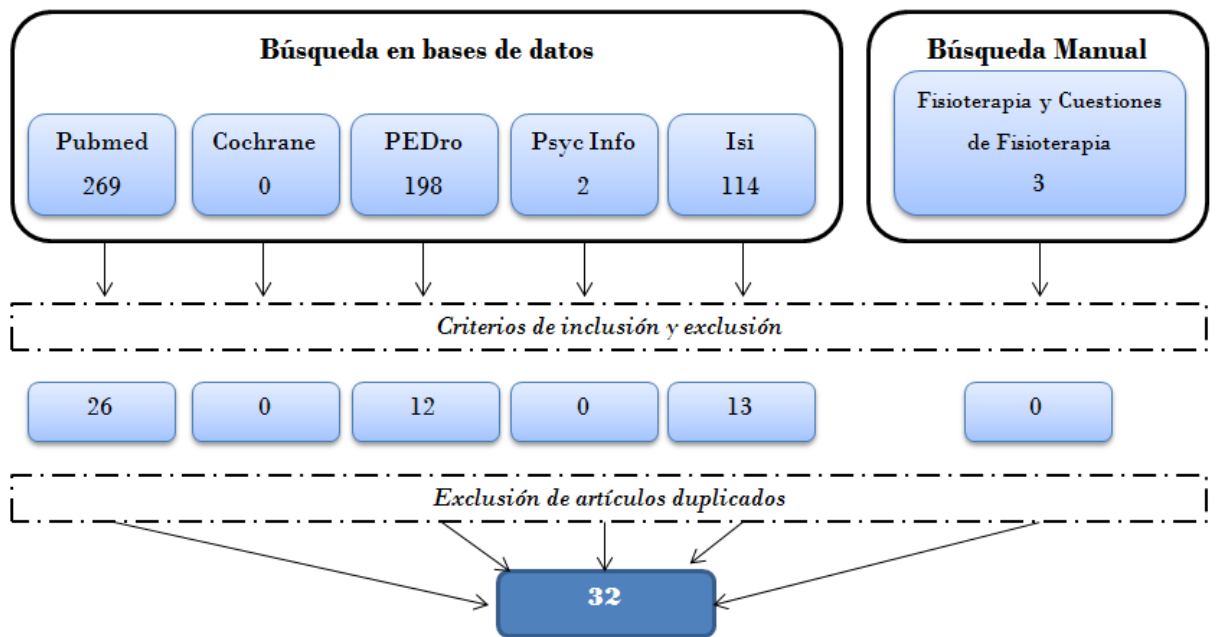 Búsqueda en bases de datos
Búsqueda Manual
Pubmed
269
Cochrane
0
PEDro
198
Psyc Info
2
Isi
114
Fisioterapia y Cuestiones
de Fisioterapia
3
Criterios de inclusión y exclusión
26
0
12
0
13
0
Exclusión de artículos duplicados
32